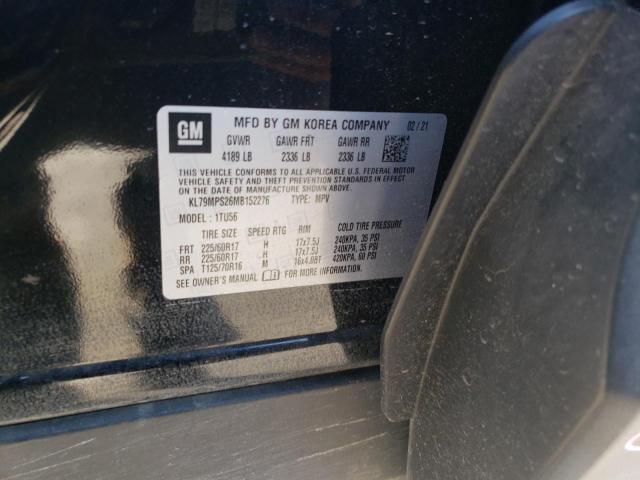 GM
MFD BY GM KOREA COMPANY 02/21
GVWR GAWR FRT GAWR RR
4189 LB 2336 LB 2336 LB
THIS VEHICLE CONFORMS TO ALL APPLICABLE U.S. FEDERAL MOTOR
VEHICLE SAFETY AND THEFT PREVENTION STANDARDS IN EFFECT ON THE
DATE OF MANUFACTURE SHOWN ABOVE.
KL79MPS26MB152276 TYPE: MPV
MODEL: 1TU56
TIRE SIZE SPEED RTG RIM COLD TIRE PRESSURE
FRT 225/60R17 H 17x7.5J 240KPA, 35 PSI
RR 225/60R17 H 17x7.5J 240KPA, 35 PSI
SPA T125/70R16 M 16x4.0BT 420KPA, 60 PSI
SEE OWNER'S MANUAL FOR MORE INFORMATION.